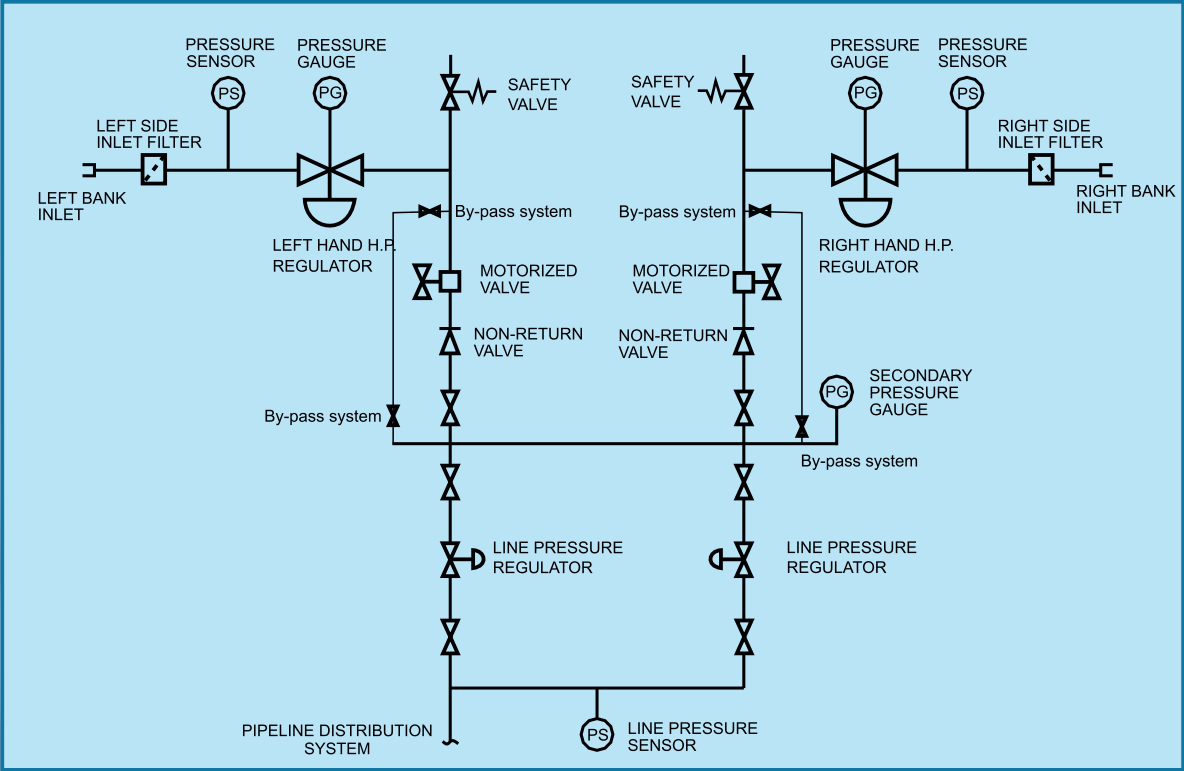 PRESSURE
SENSOR
PRESSURE
GAUGE
PS
PG
SAFETY
VALVE
SAFETY
VALVE
PRESSURE
GAUGE
PRESSURE
SENSOR
PG
PS
LEFT SIDE
INLET FILTER
RIGHT SIDE
INLET FILTER
LEFT BANK
INLET
RIGHT BANK
INLET
By-pass system
By-pass system
LEFT HAND H.P.
REGULATOR
RIGHT HAND H.P.
REGULATOR
MOTORIZED
VALVE
MOTORIZED
VALVE
NON-RETURN
VALVE
NON-RETURN
VALVE
SECONDARY
PRESSURE
GAUGE
PG
By-pass system
By-pass system
LINE PRESSURE
REGULATOR
LINE PRESSURE
REGULATOR
PIPELINE DISTRIBUTION
SYSTEM
PS
LINE PRESSURE
SENSOR